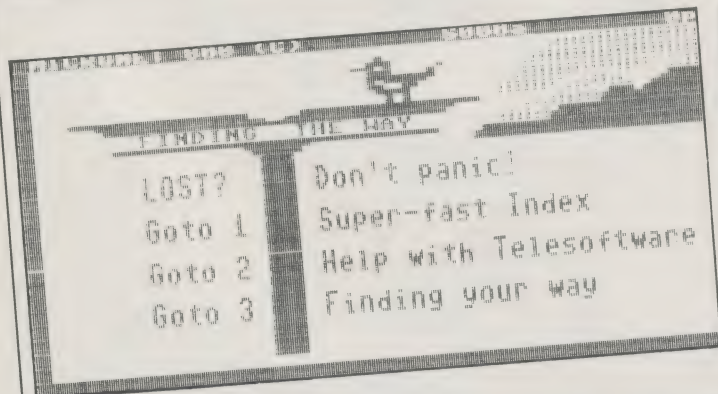 FINDING THE WAY
LOST? Don't panic!
Goto 1 Super-fast Index
Goto 2 Help with Telesoftware
Goto 3 Finding your way